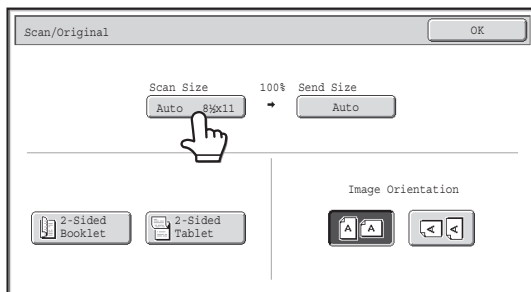 Scan/Original
OK
Scan Size
100%
Send Size
Auto 8½x11
Auto
Image Orientation
2-Sided
Booklet
2-Sided
Tablet
A A
A A